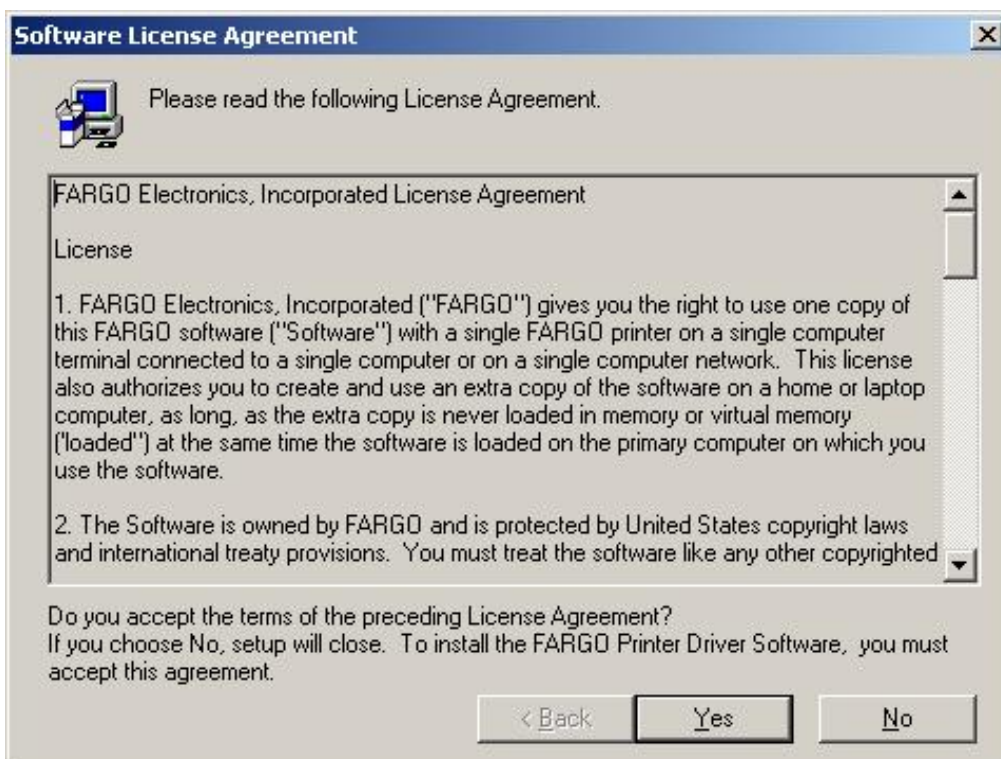 Software License Agreement
Please read the following License Agreement.
FARGO Electronics, Incorporated License Agreement
License
1. FARGO Electronics, Incorporated ("FARGO") gives you the right to use one copy of
this FARGO software ("Software") with a single FARGO printer on a single computer
terminal connected to a single computer or on a single computer network.  This license
also authorizes you to create and use an extra copy of the software on a home or laptop
computer, as long, as the extra copy is never loaded in memory or virtual memory
('loaded") at the same time the software is loaded on the primary computer on which you
use the software.
2. The Software is owned by FARGO and is protected by United States copyright laws
and international treaty provisions.  You must treat the software like any other copyrighted
Do you accept the terms of the preceding License Agreement?
If you choose No, setup will close.  To install the FARGO Printer Driver Software,  you must
accept this agreement.
< Back Yes No